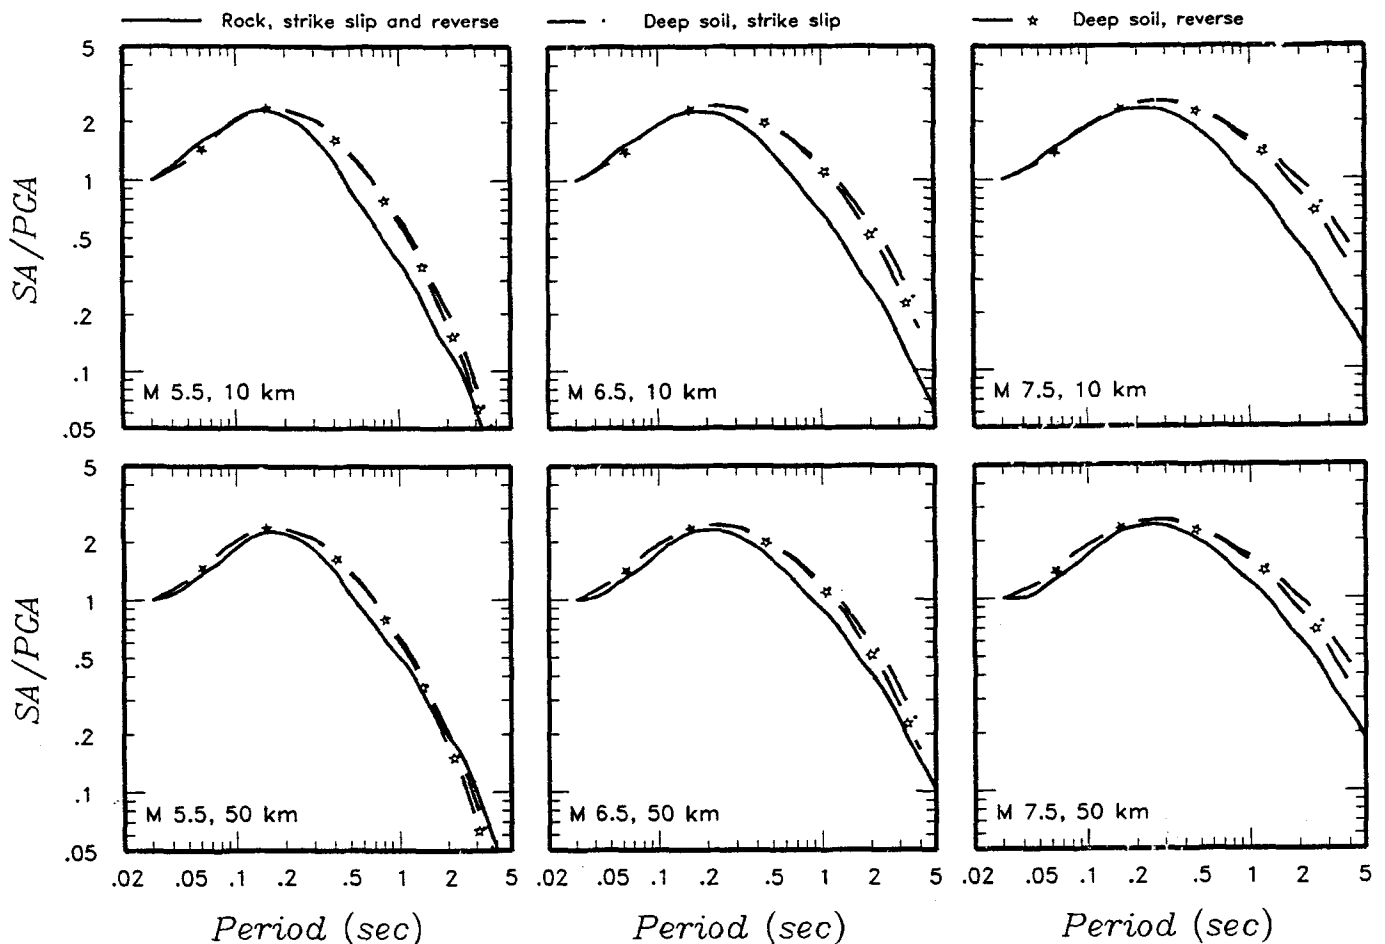 Rock, strike slip and reverse
Deep soil, strike slip
Deep soil, reverse
SA/PGA
5
2
1
.5
.2
.1
.05
M 5.5, 10 km
M 6.5, 10 km
M 7.5, 10 km
SA/PGA
5
2
1
.5
.2
.1
.05
M 5.5, 50 km
M 6.5, 50 km
M 7.5, 50 km
.02 .05 .1 .2 .5 1 2 5
.02 .05 .1 .2 .5 1 2 5
.02 .05 .1 .2 .5 1 2 5
Period (sec)
Period (sec)
Period (sec)